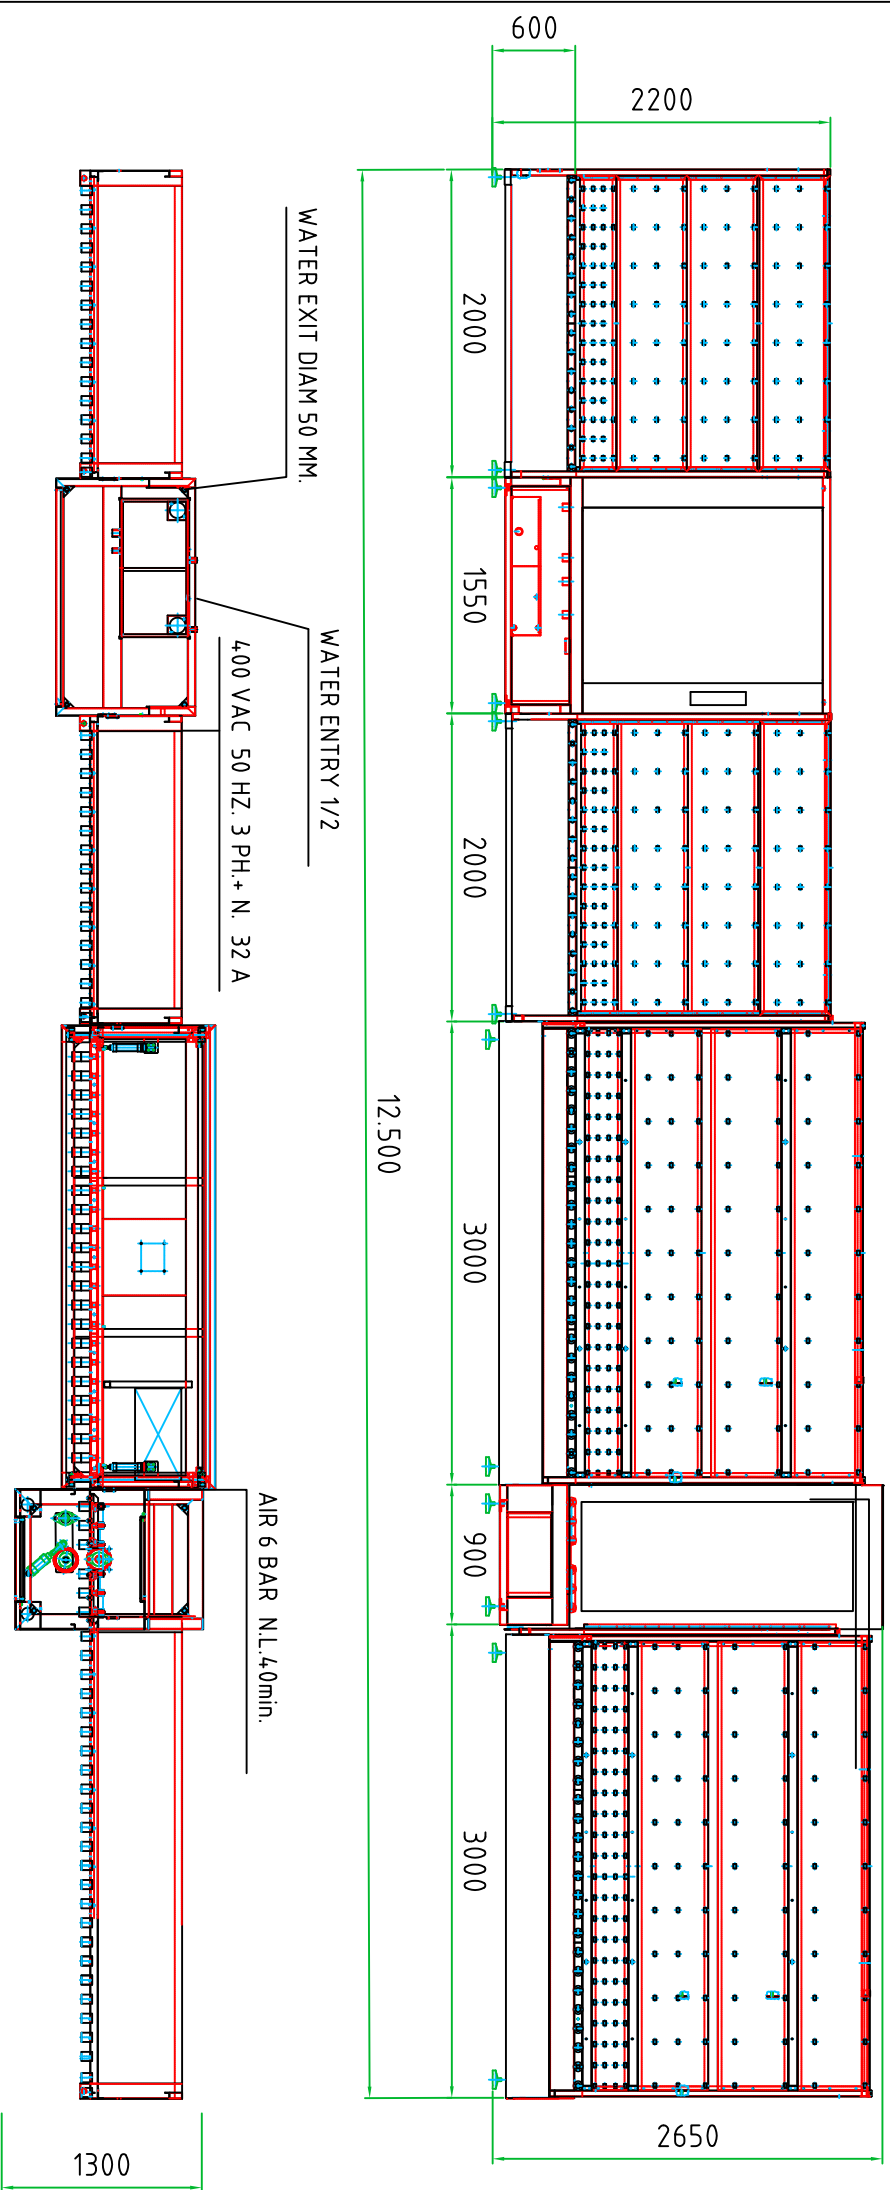 600
2200
2000
1550
2000
3000
900
3000
12.500
2650
1300
WATER EXIT DIAM 50 MM.
WATER ENTRY 1/2
400 VAC 50 HZ. 3 PH.+ N. 32 A
AIR 6 BAR N.L.40min.